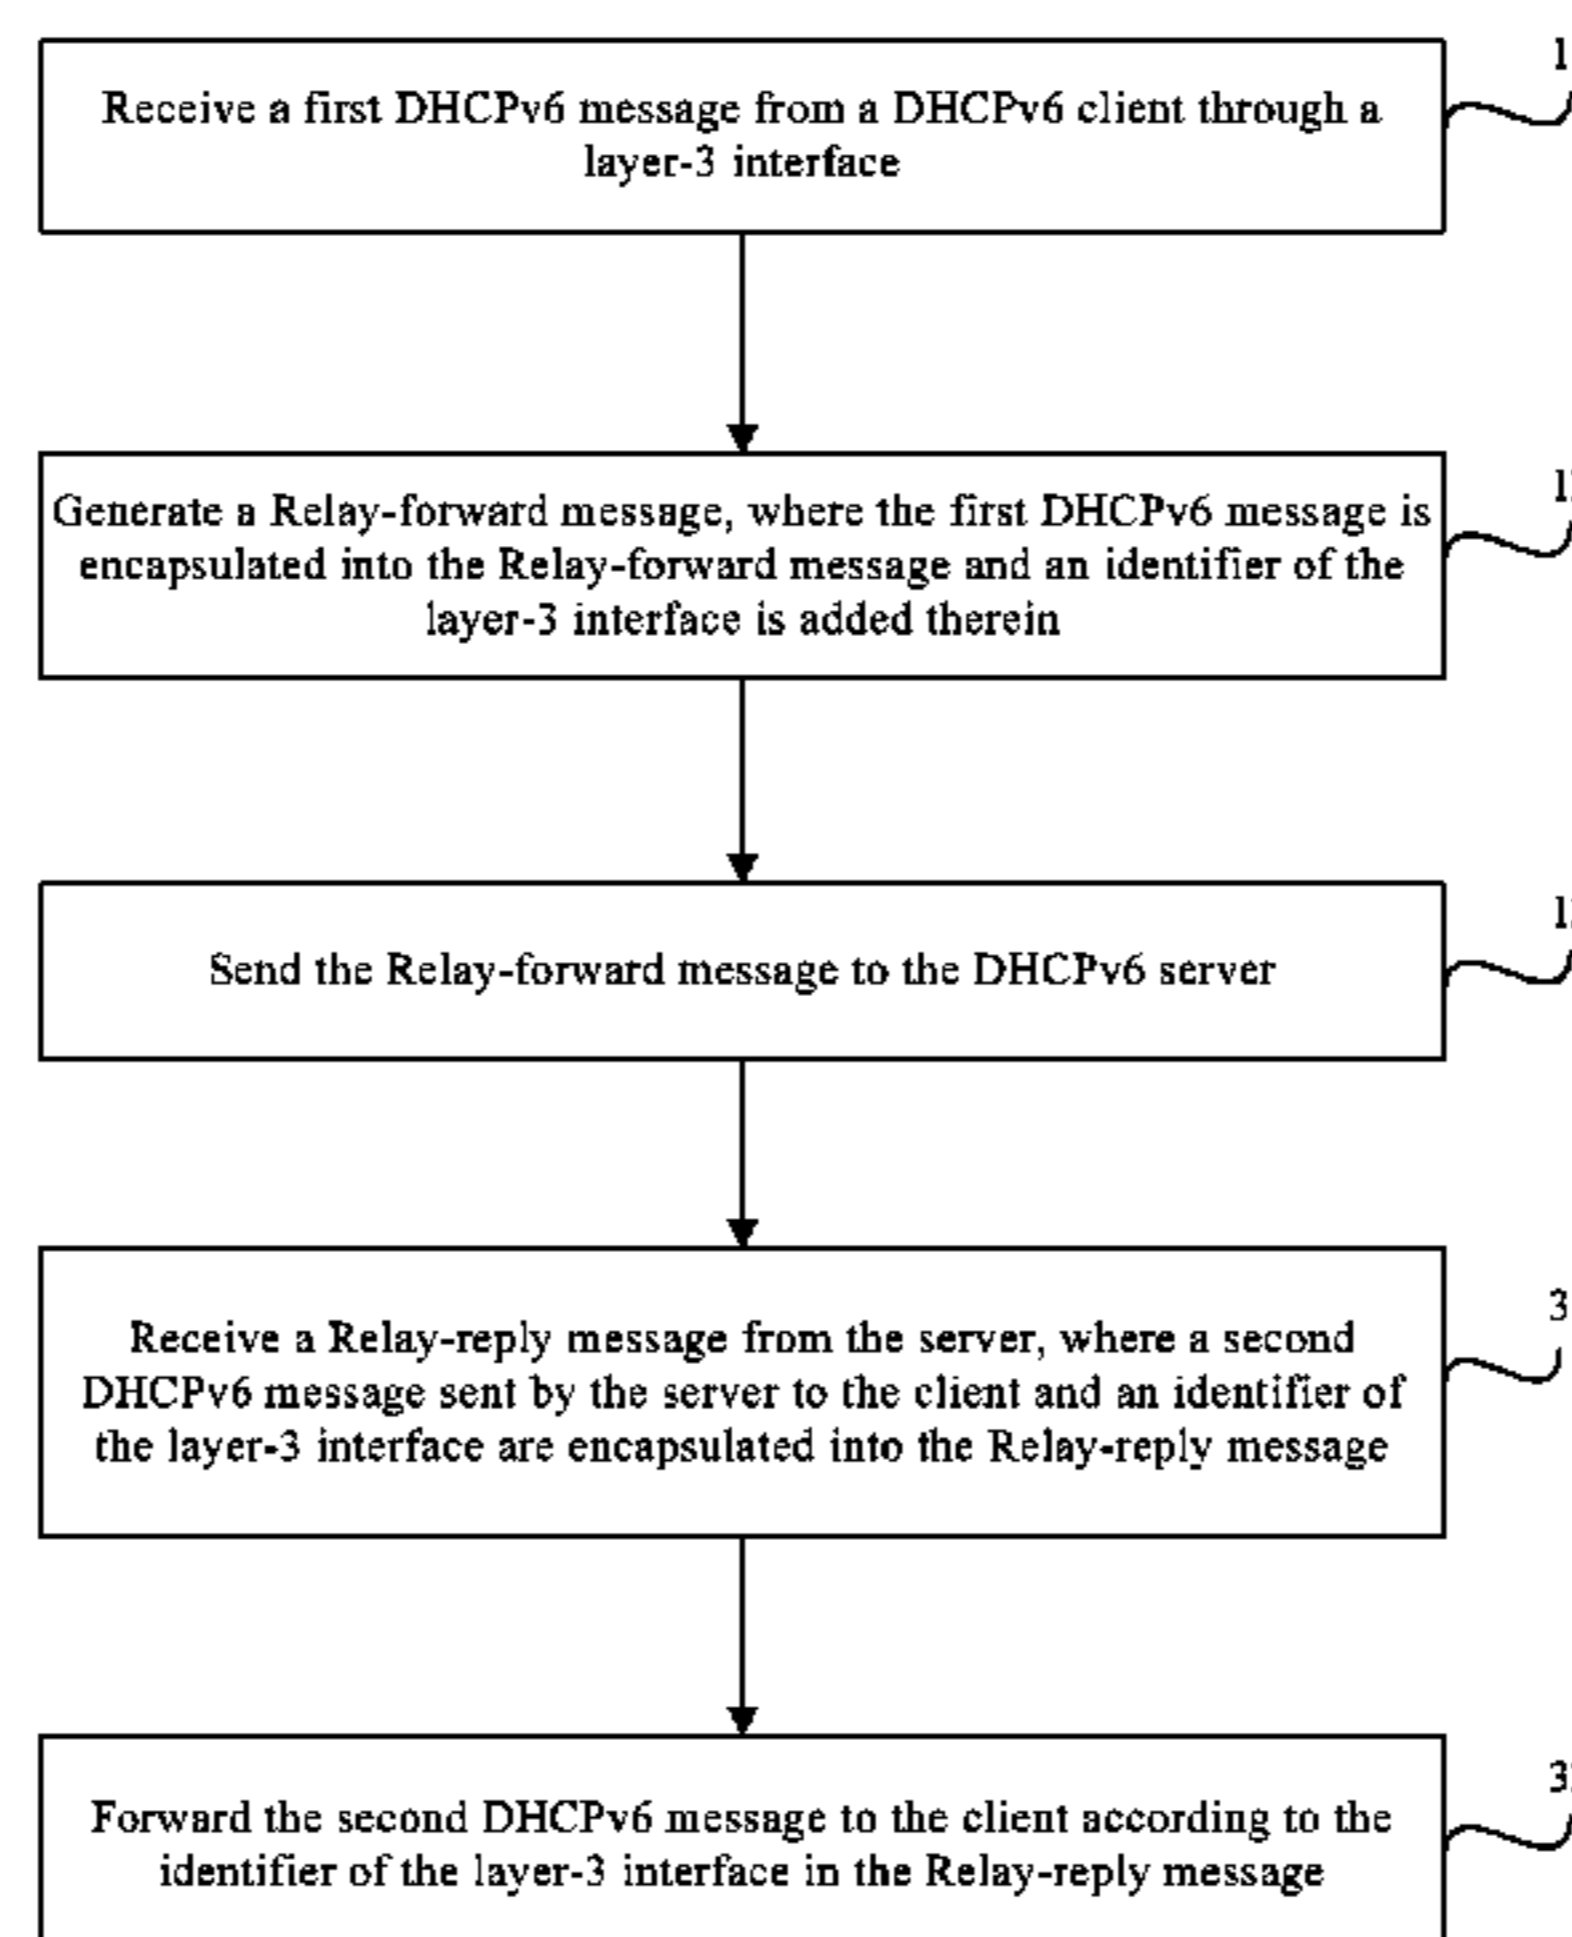 Receive a first DHCPv6 message from a DHCPv6 client through a
layer-3 interface
1
Generate a Relay-forward message, where the first DHCPv6 message is
encapsulated into the Relay-forward message and an identifier of the
layer-3 interface is added therein
Send the Relay-forward message to the DHCPv6 server
Receive a Relay-reply message from the server, where a second
DHCPv6 message sent by the server to the client and an identifier of
the layer-3 interface are encapsulated into the Relay-reply message
3
Forward the second DHCPv6 message to the client according to the
identifier of the layer-3 interface in the Relay-reply message